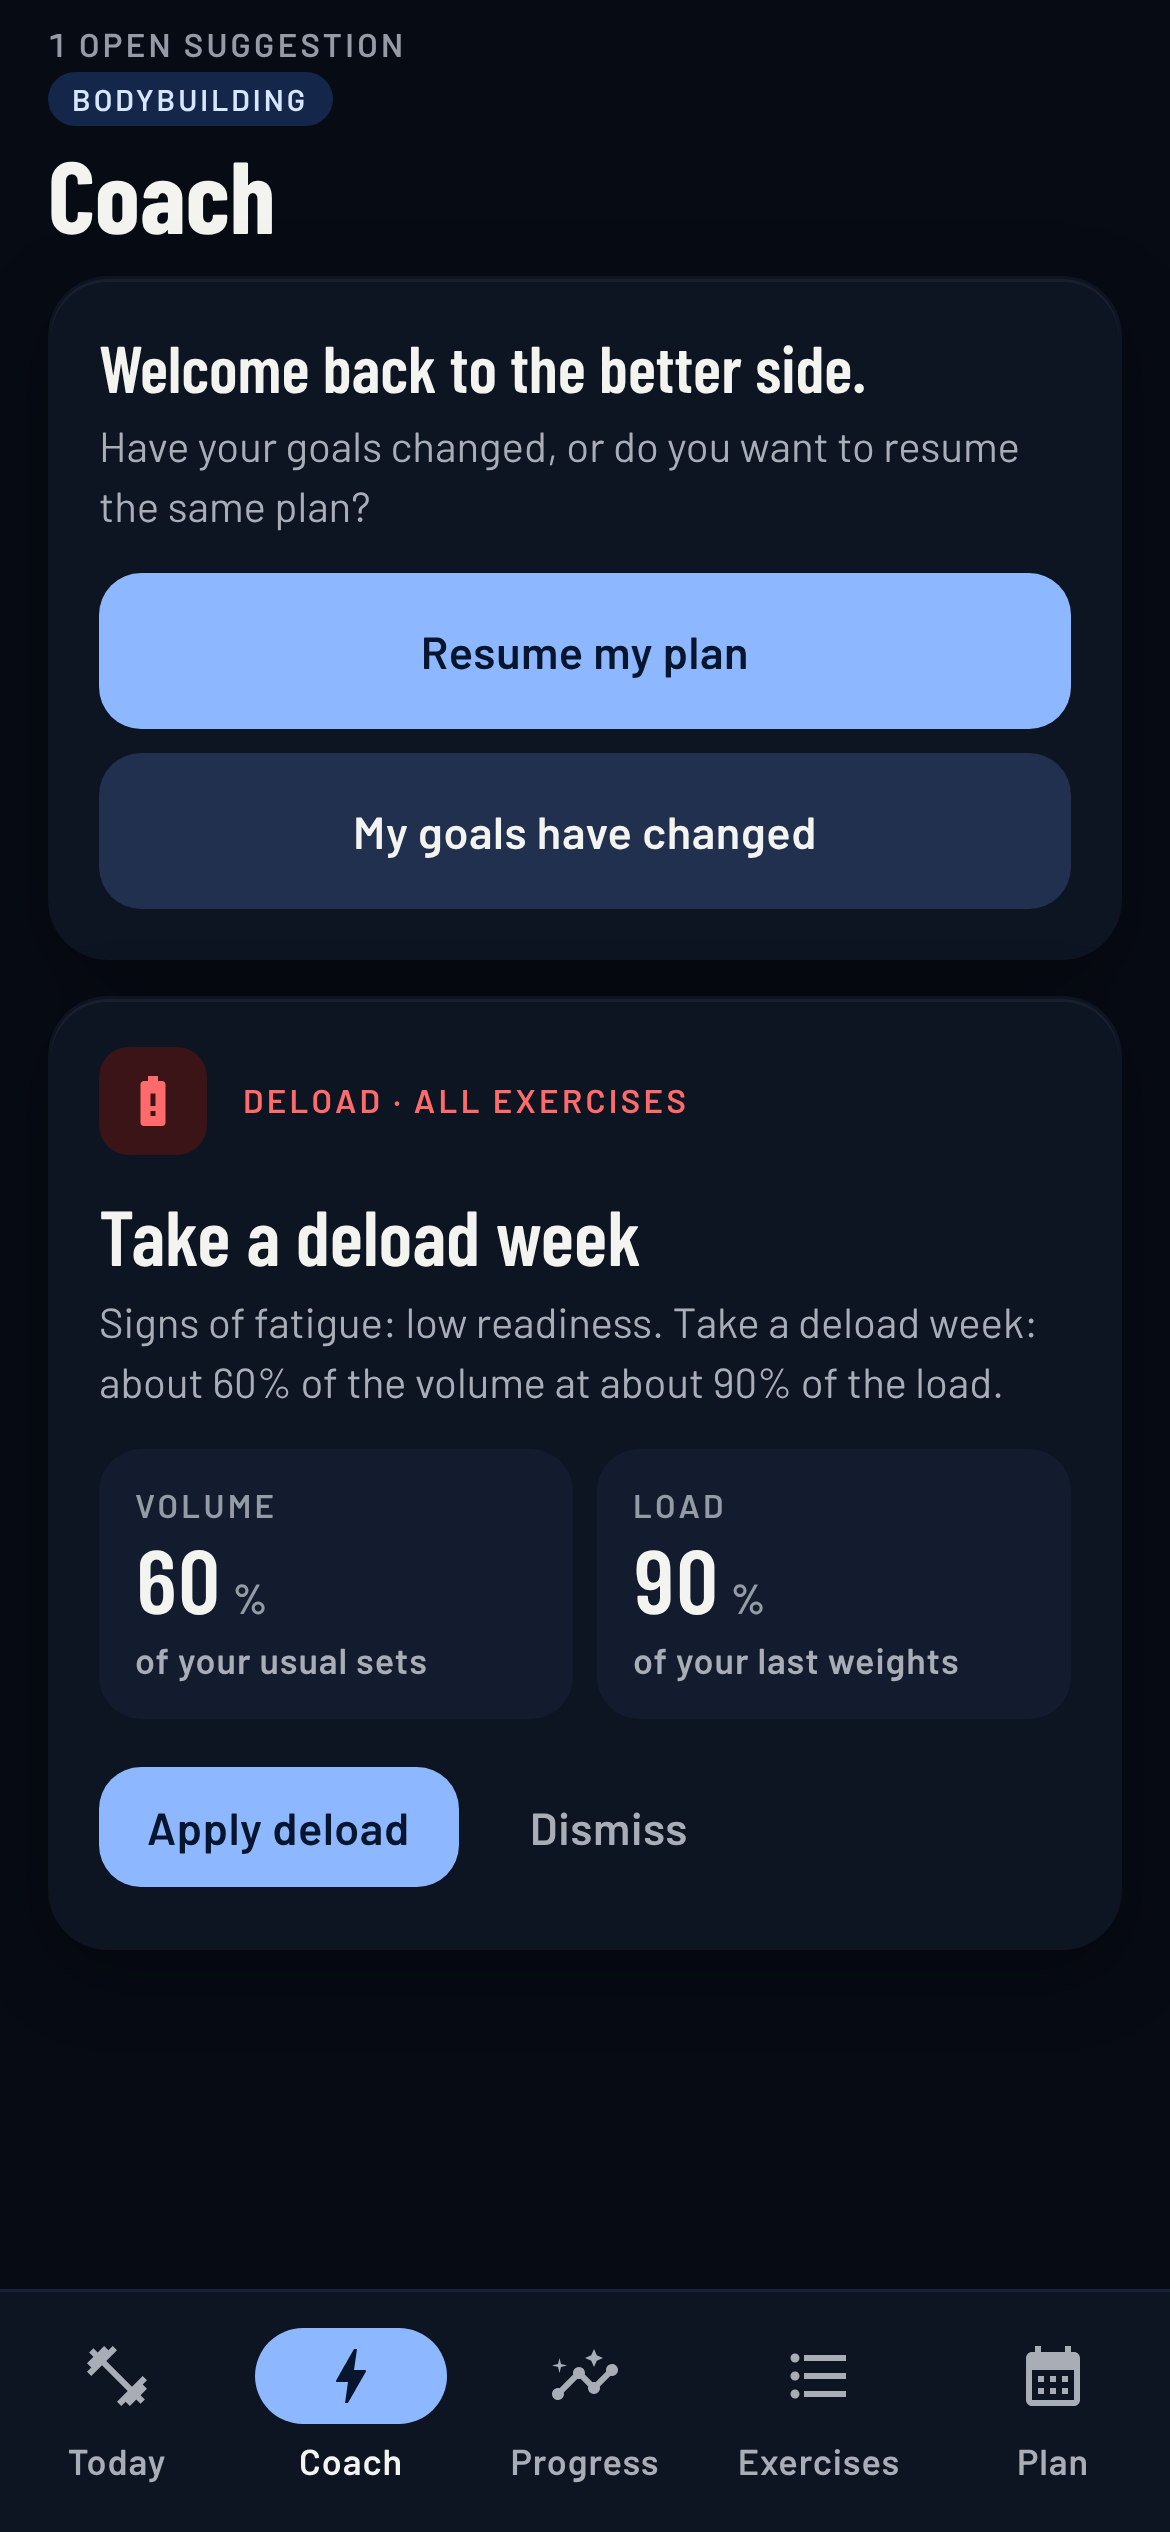 1 OPEN SUGGESTION
BODYBUILDING
Coach
Welcome back to the better side.
Have your goals changed, or do you want to resume
the same plan?
Resume my plan
My goals have changed
DELOAD · ALL EXERCISES
Take a deload week
Signs of fatigue: low readiness. Take a deload week:
about 60% of the volume at about 90% of the load.
VOLUME
60 %
of your usual sets
LOAD
90 %
of your last weights
Apply deload
Dismiss
Today
Coach
Progress
Exercises
Plan